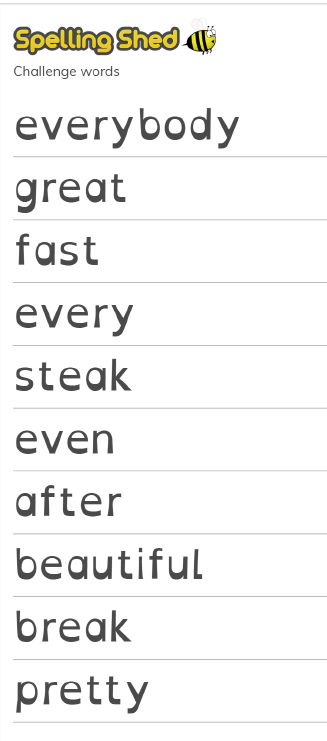 Spelling Shed
Challenge words
everybody
great
fast
every
steak
even
after
beautiful
break
pretty